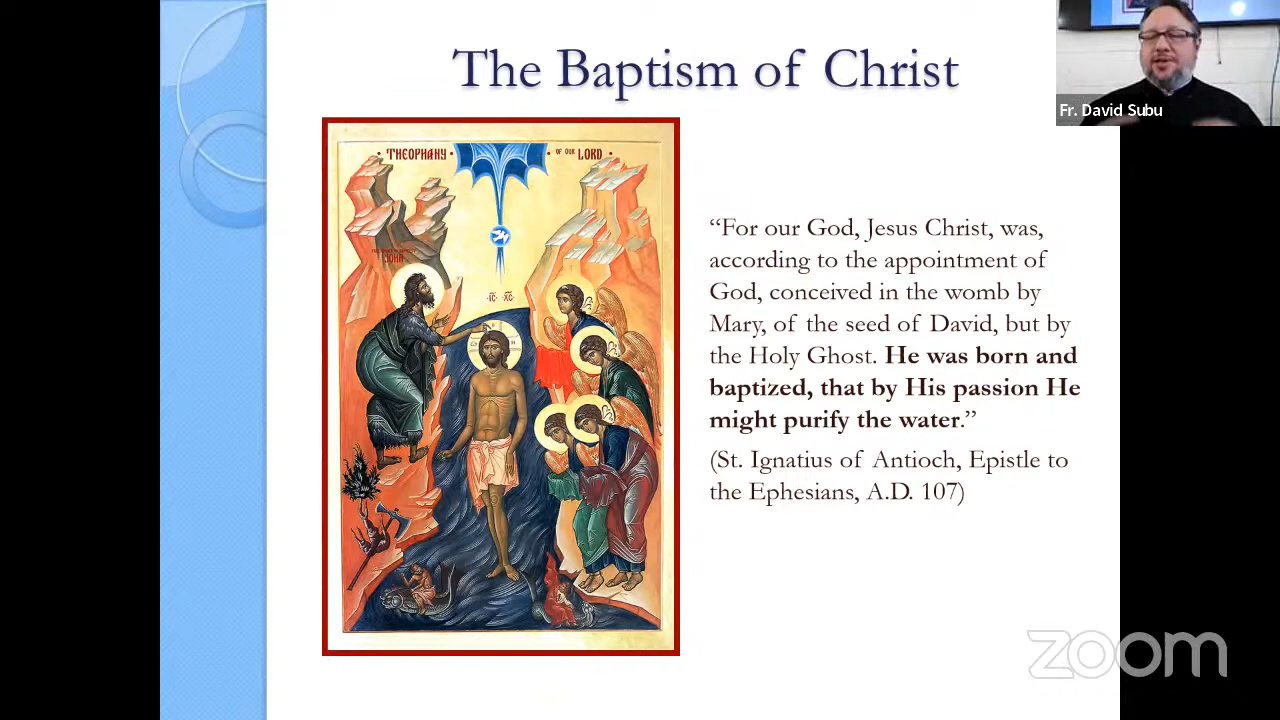 The Baptism of Christ
Fr. David Subu
THEOPHANY OF OUR LORD
JOHN
IC XC
“For our God, Jesus Christ, was,
according to the appointment of
God, conceived in the womb by
Mary, of the seed of David, but by
the Holy Ghost. He was born and
baptized, that by His passion He
might purify the water.”
(St. Ignatius of Antioch, Epistle to
the Ephesians, A.D. 107)
zoom